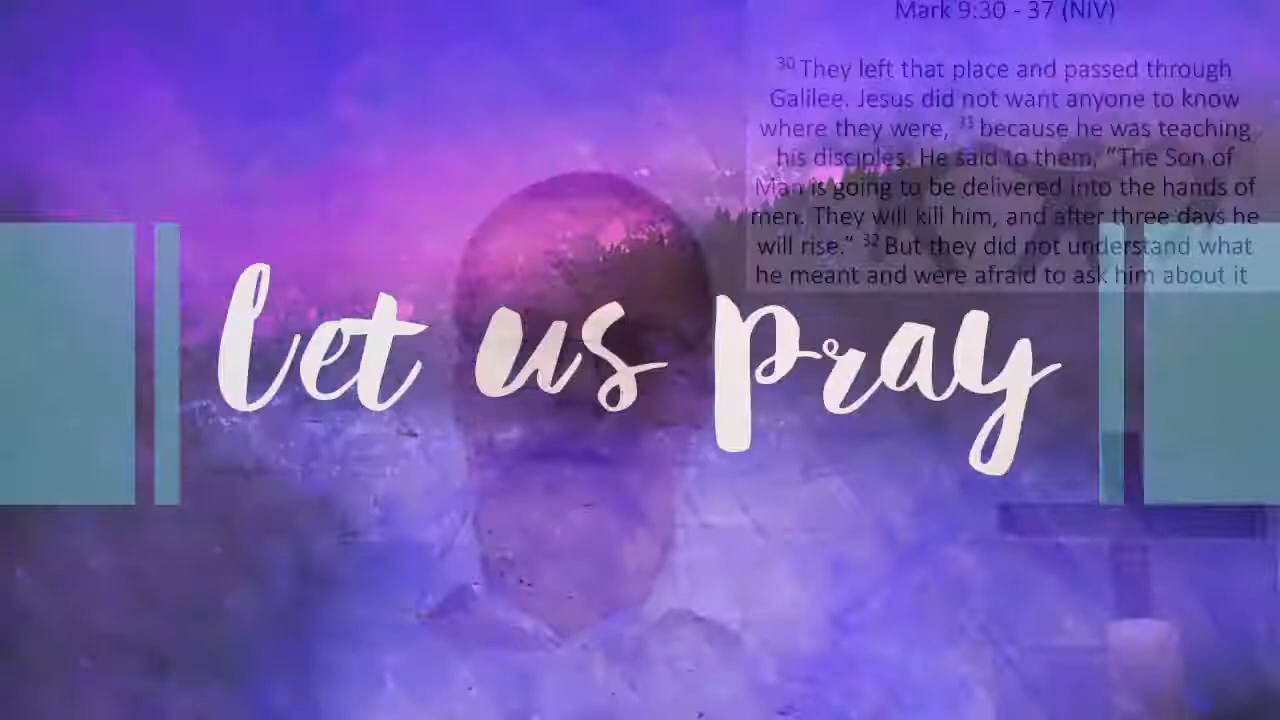 Mark 9:30 - 37 (NIV)
30 They left that place and passed through
Galilee. Jesus did not want anyone to know
where they were, 31 because he was teaching
his disciples. He said to them, “The Son of
Man is going to be delivered into the hands of
men. They will kill him, and after three days he
will rise.” 32 But they did not understand what
he meant and were afraid to ask him about it
let us pray